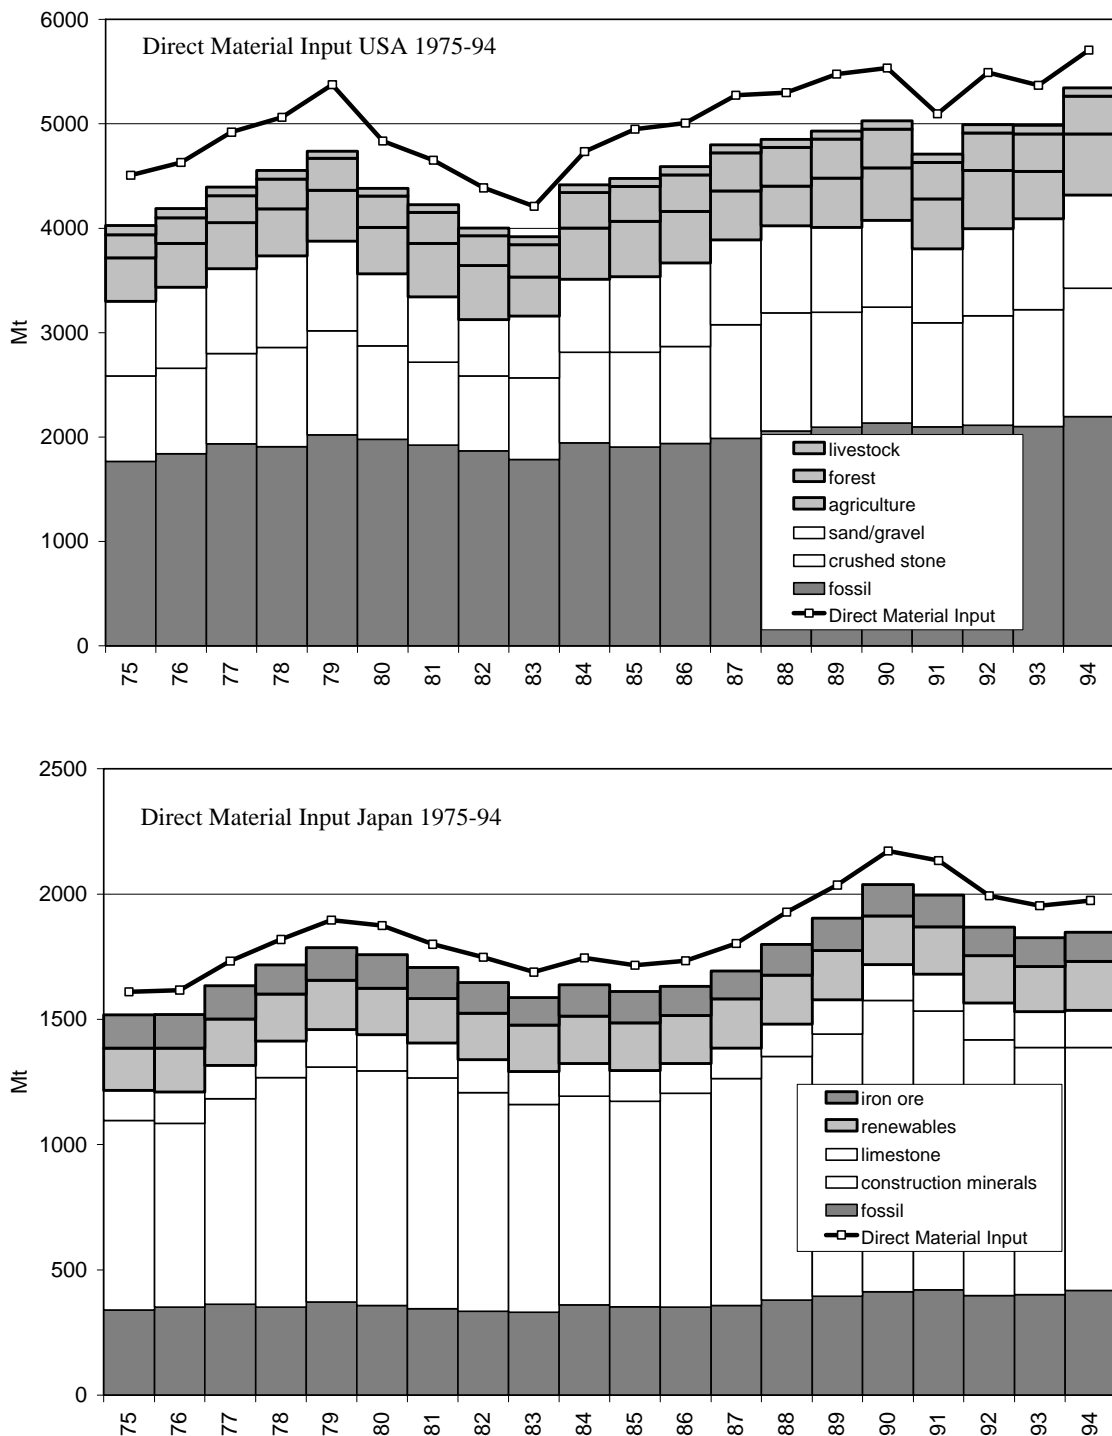 6000
Direct Material Input USA 1975-94
5000
4000
3000
Mt
2000
livestock
forest
agriculture
1000
sand/gravel
crushed stone
fossil
Direct Material Input
0
75 76 77 78 79 80 81 82 83 84 85 86 87 88 89 90 91 92 93 94
2500
Direct Material Input Japan 1975-94
2000
1500
Mt
iron ore
renewables
1000
limestone
construction minerals
fossil
Direct Material Input
500
0
75 76 77 78 79 80 81 82 83 84 85 86 87 88 89 90 91 92 93 94